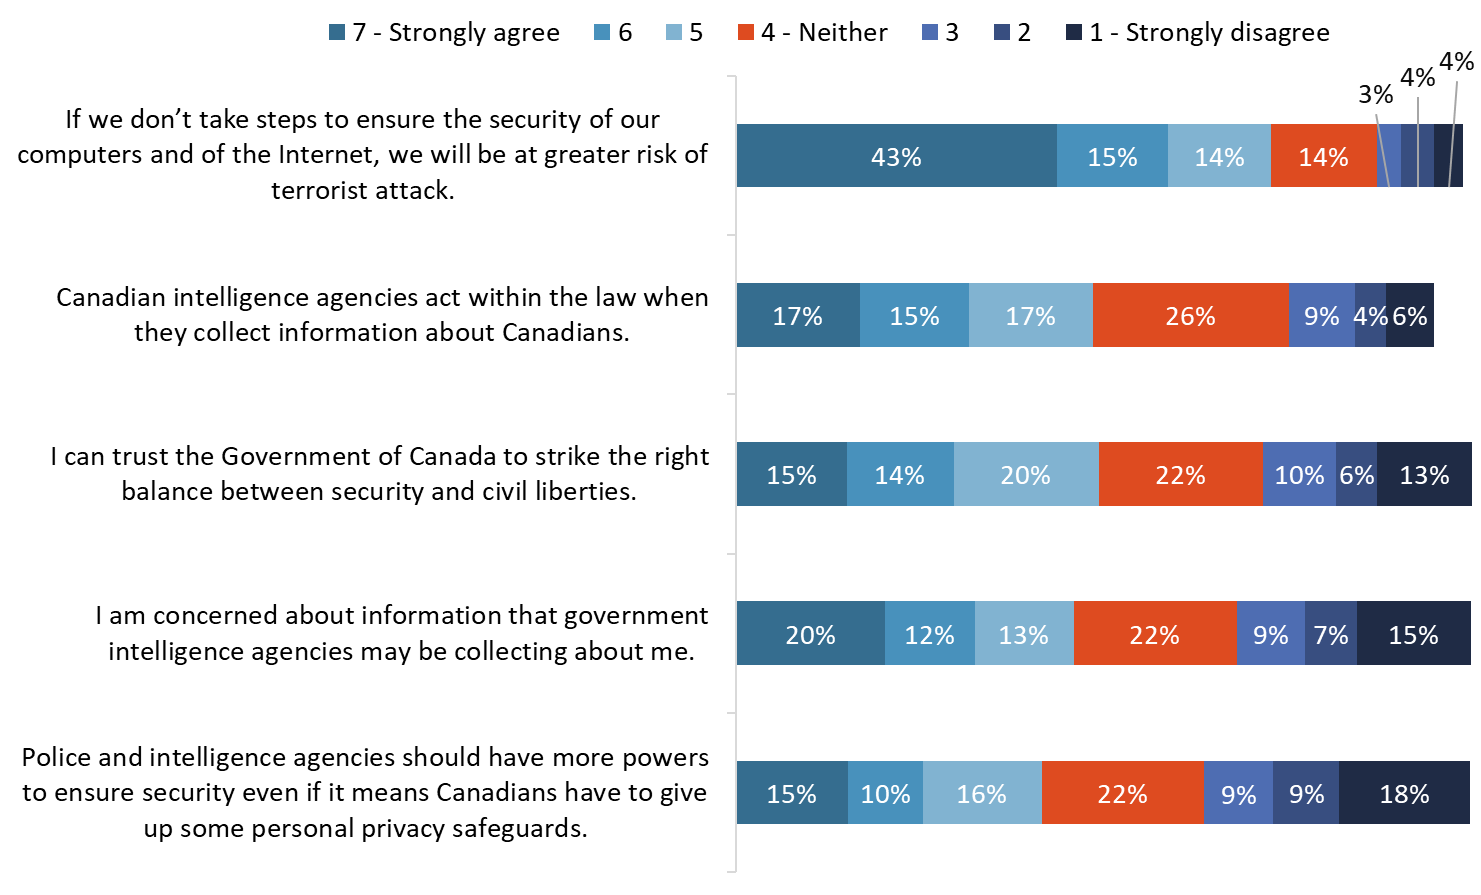 7 - Strongly agree 6 5 4 - Neither 3 2 1 - Strongly disagree
If we don’t take steps to ensure the security of our
computers and of the Internet, we will be at greater risk of
terrorist attack.
43% 15% 14% 14% 3% 4% 4%
Canadian intelligence agencies act within the law when
they collect information about Canadians.
17% 15% 17% 26% 9% 4% 6%
I can trust the Government of Canada to strike the right
balance between security and civil liberties.
15% 14% 20% 22% 10% 6% 13%
I am concerned about information that government
intelligence agencies may be collecting about me.
20% 12% 13% 22% 9% 7% 15%
Police and intelligence agencies should have more powers
to ensure security even if it means Canadians have to give
up some personal privacy safeguards.
15% 10% 16% 22% 9% 9% 18%